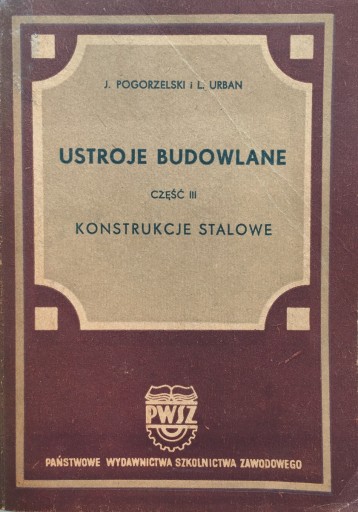 J. POGORZELSKI i L. URBAN
USTROJE BUDOWLANE
CZĘŚĆ III
KONSTRUKCJE STALOWE
PWSZ
PAŃSTWOWE WYDAWNICTWA SZKOLNICTWA ZAWODOWEGO